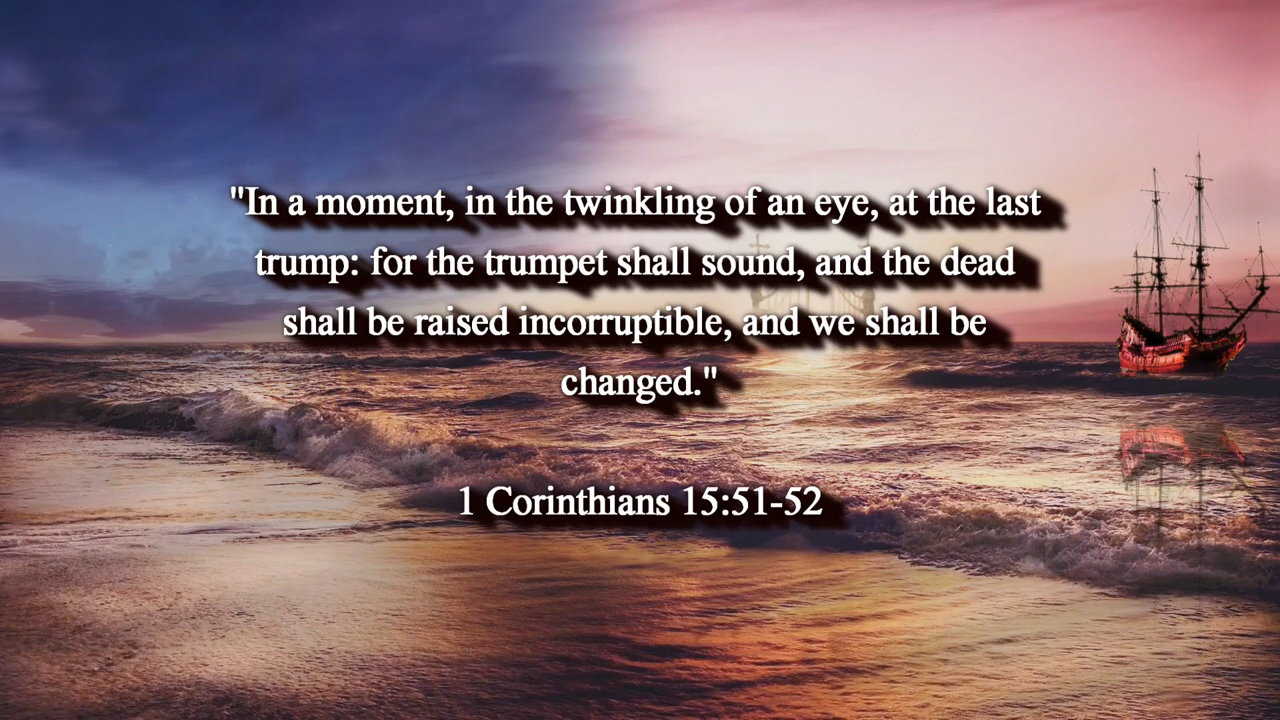 "In a moment, in the twinkling of an eye, at the last
trump: for the trumpet shall sound, and the dead
shall be raised incorruptible, and we shall be
changed."
1 Corinthians 15:51-52